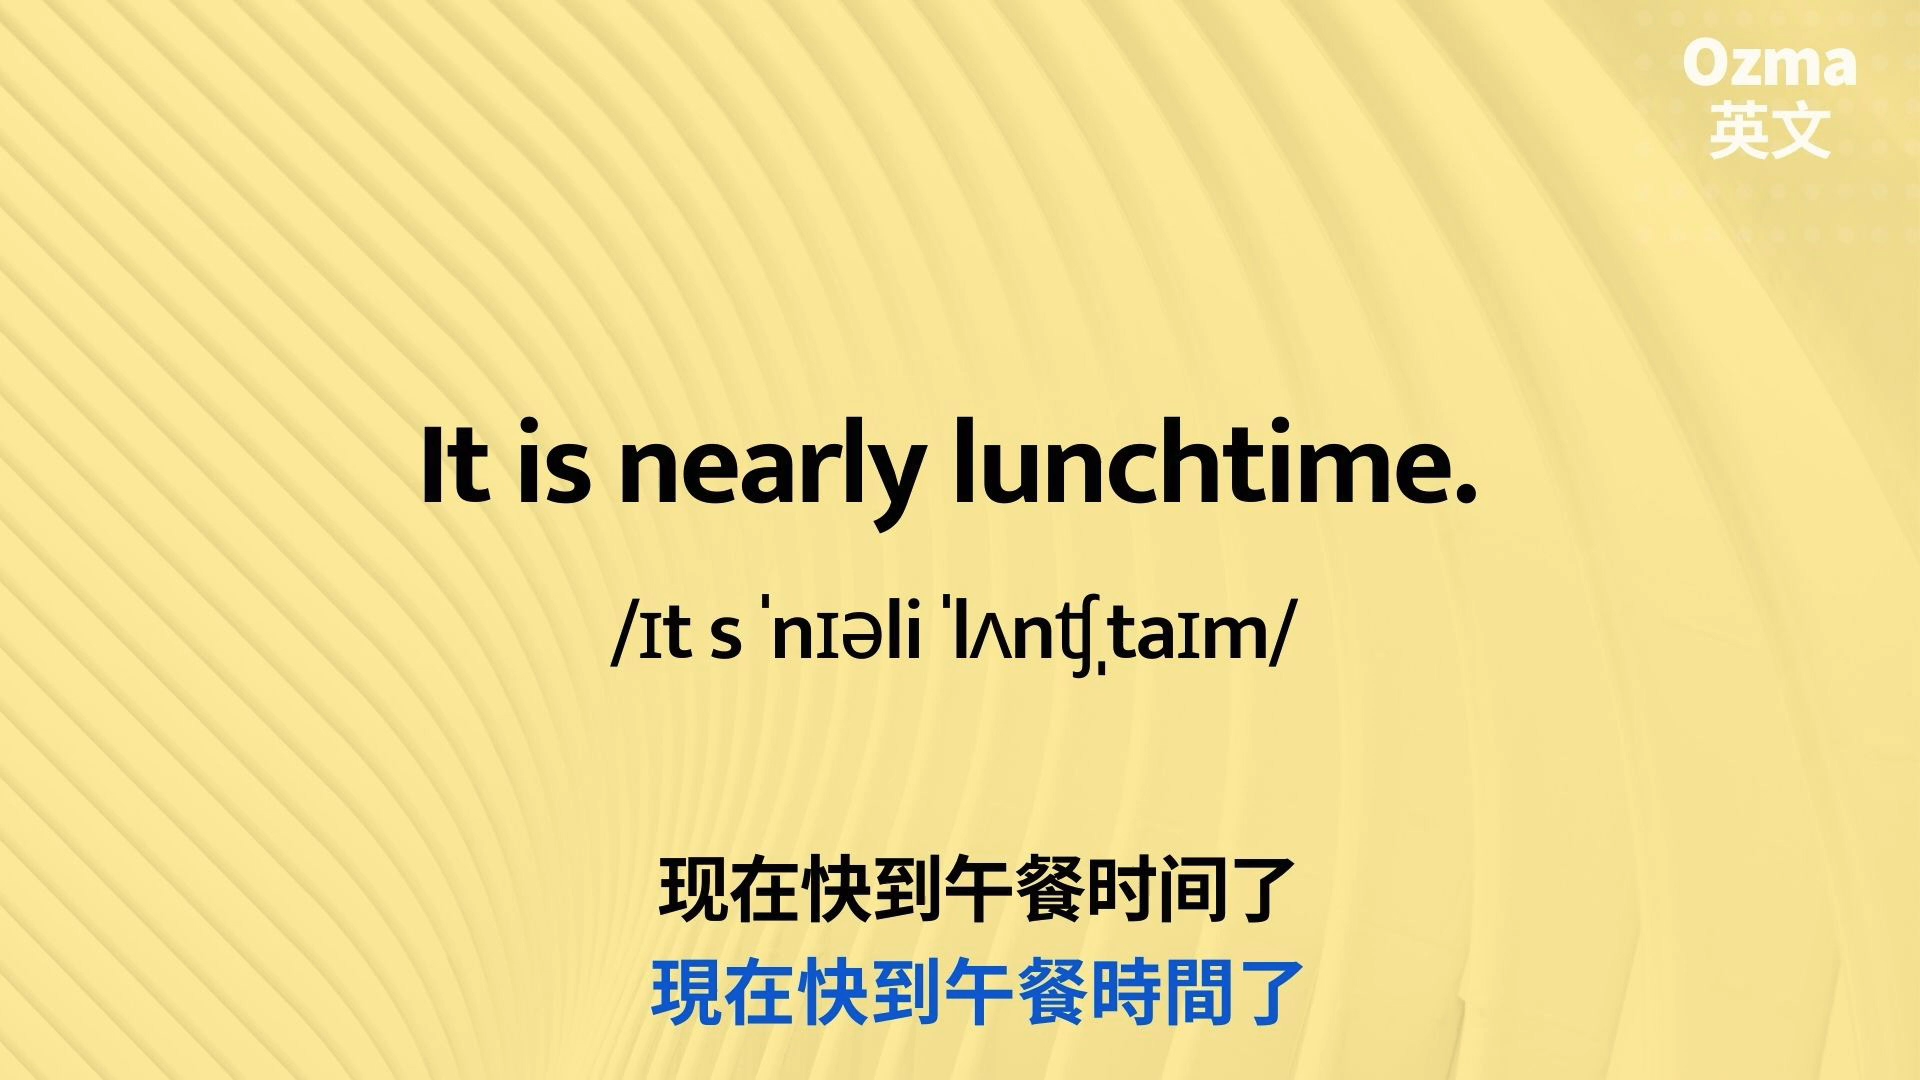 Ozma
英文
It is nearly lunchtime.
/ɪt s ˈnɪəli ˈlʌnʧˌtaɪm/
现在快到午餐时间了
現在快到午餐時間了